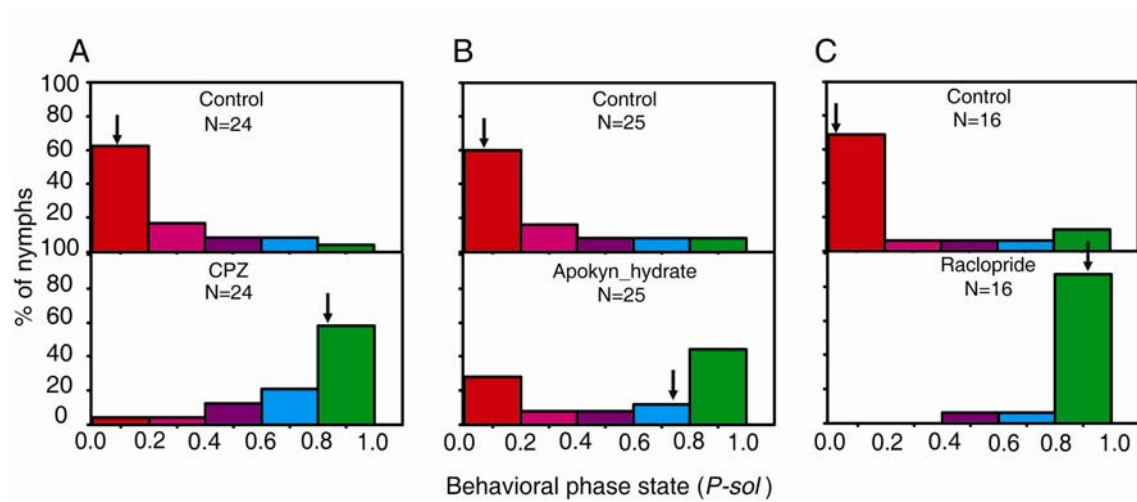 A
B
C
100
80
60
40
20
100
80
60
40
20
0
% of nymphs
Control
N=24
Control
N=25
Control
N=16
CPZ
N=24
Apokyn_hydrate
N=25
Raclopride
N=16
0.0 0.2 0.4 0.6 0.8 1.0
0.0 0.2 0.4 0.6 0.8 1.0
0.0 0.2 0.4 0.6 0.8 1.0
Behavioral phase state (P-sol)